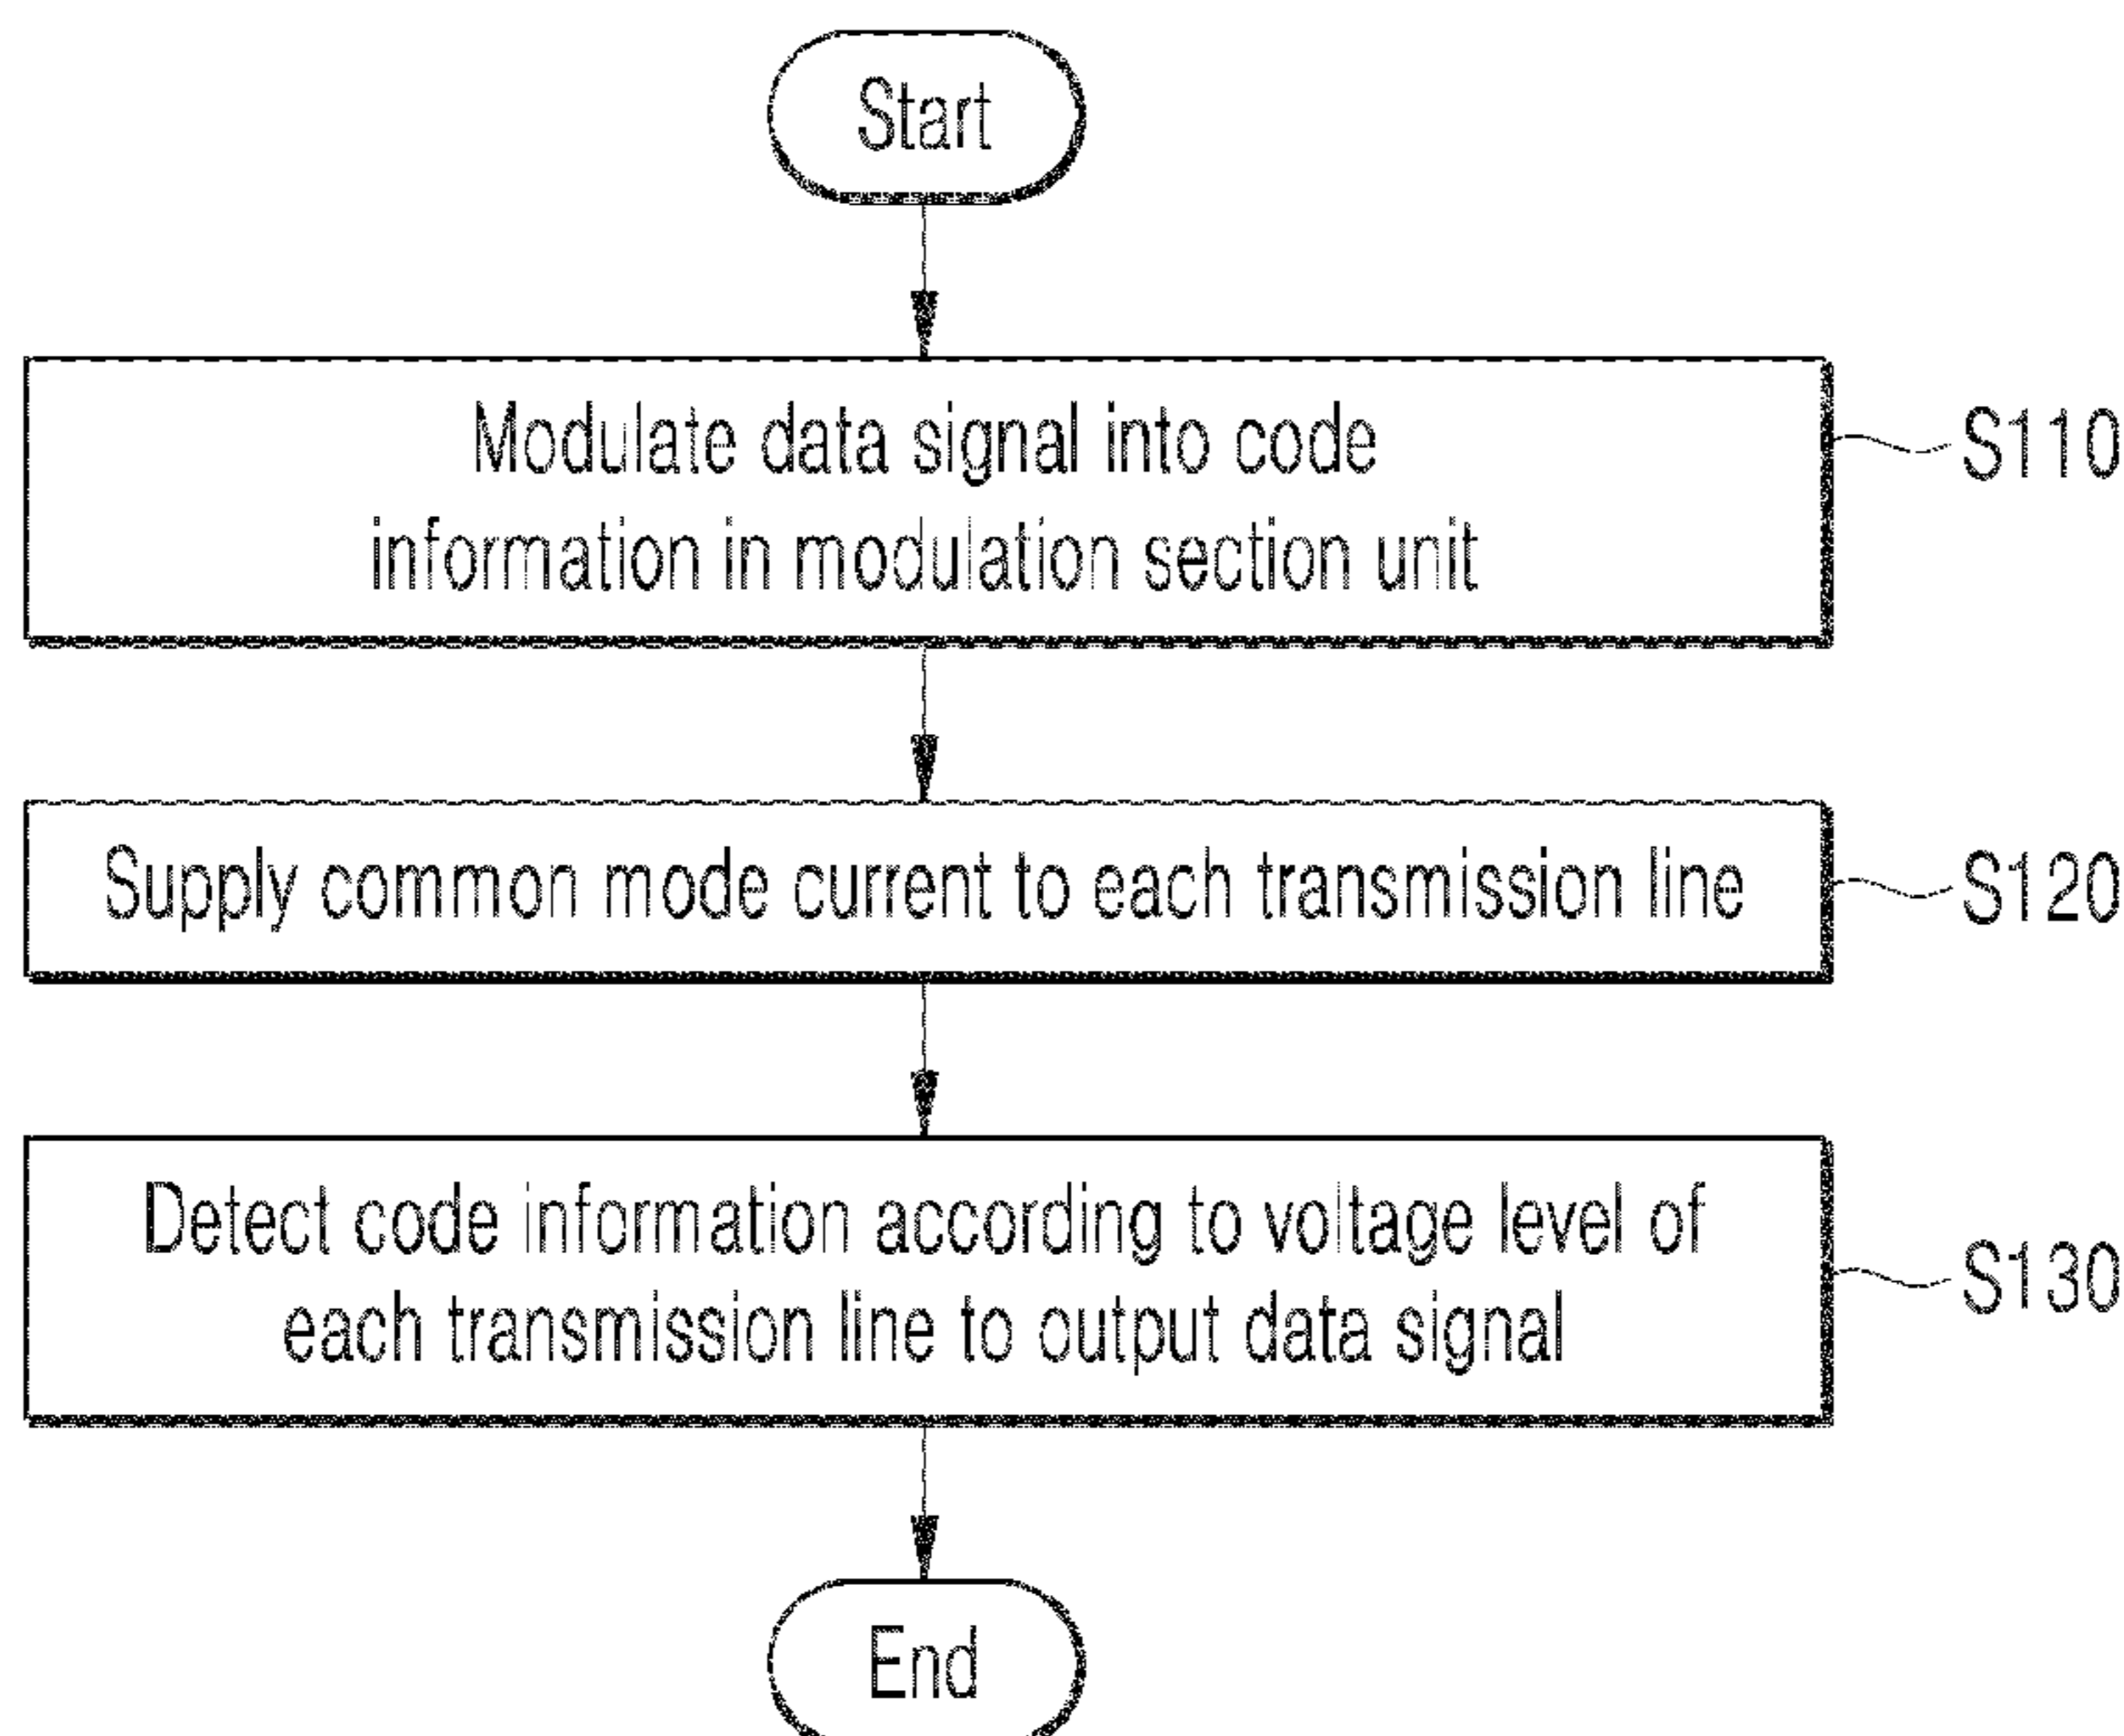 Start
Modulate data signal into code
information in modulation section unit
S110
Supply common mode current to each transmission line
S120
Detect code information according to voltage level of
each transmission line to output data signal
S130
End